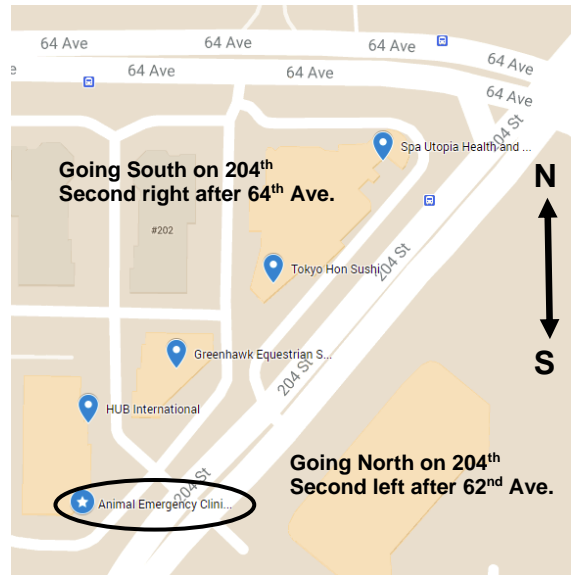 64 Ave
64 Ave
64 Ave
64 Ave
64 Ave
64 Ave
64 Ave
204 St
Spa Utopia Health and ...
Going South on 204th
Second right after 64th Ave.
N
#202
Tokyo Hon Sushi
204 St
S
Greenhawk Equestrian S...
204 St
HUB International
Going North on 204th
Second left after 62nd Ave.
204 St
Animal Emergency Clini...